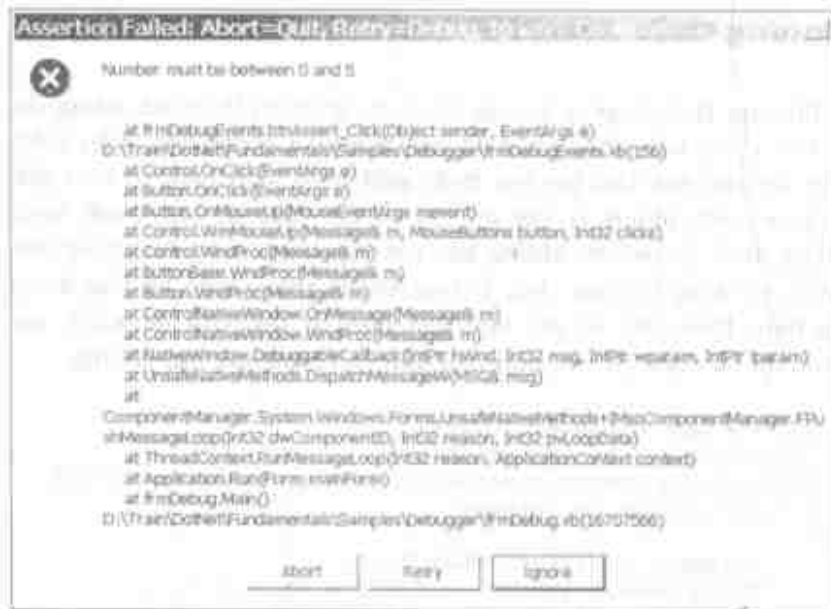 Assertion Failed: Abort=Quit, Retry=
Number must be between 0 and 5
at frmDebugEvents.btnAssert_Click(Object sender, EventArgs e)
D:\Train\DotNet\Fundamentals\Samples\Debugger\frmDebugEvents.vb(156)
at Control.OnClick(EventArgs e)
at Button.OnClick(EventArgs e)
at Button.OnMouseUp(MouseEventArgs mevent)
at Control.WmMouseUp(Message& m, MouseButtons button, Int32 clicks)
at Control.WndProc(Message& m)
at ButtonBase.WndProc(Message& m)
at Button.WndProc(Message& m)
at ControlNativeWindow.OnMessage(Message& m)
at ControlNativeWindow.WndProc(Message& m)
at NativeWindow.DebuggableCallback(IntPtr hWnd, Int32 msg, IntPtr wparam, IntPtr lparam)
at UnsafeNativeMethods.DispatchMessageW(MSG& msg)
at
ComponentManager.System.Windows.Forms.UnsafeNativeMethods+IMsoComponentManager.FPu
shMessageLoop(Int32 dwComponentID, Int32 reason, Int32 pvLoopData)
at ThreadContext.RunMessageLoop(Int32 reason, ApplicationContext context)
at Application.Run(Form mainForm)
at frmDebug.Main()
D:\Train\DotNet\Fundamentals\Samples\Debugger\frmDebug.vb(16707566)
Abort Retry Ignore